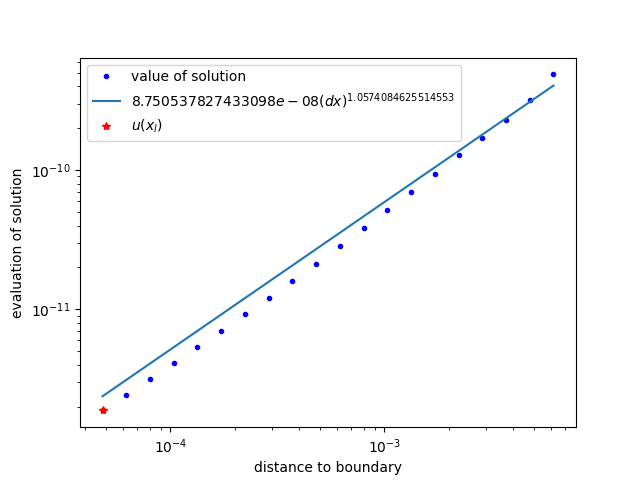 value of solution
8.750537827433098e − 08(dx)^1.0574084625514553
u(x_l)
evaluation of solution
10^−10
10^−11
10^−4
10^−3
distance to boundary